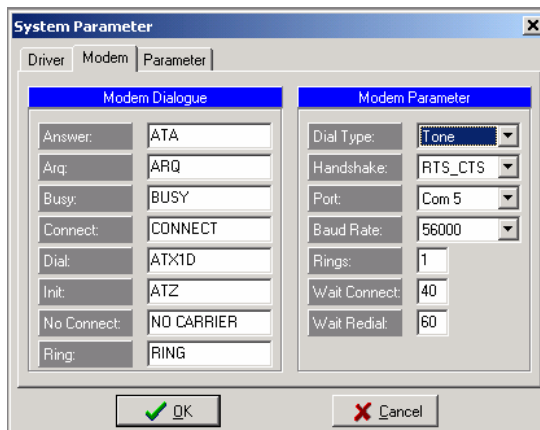 System Parameter
Driver Modem Parameter
Modem Dialogue
Answer: ATA
Arq: ARQ
Busy: BUSY
Connect: CONNECT
Dial: ATX1D
Init: ATZ
No Connect: NO CARRIER
Ring: RING
Modem Parameter
Dial Type: Tone
Handshake: RTS_CTS
Port: Com 5
Baud Rate: 56000
Rings: 1
Wait Connect: 40
Wait Redial: 60
OK Cancel